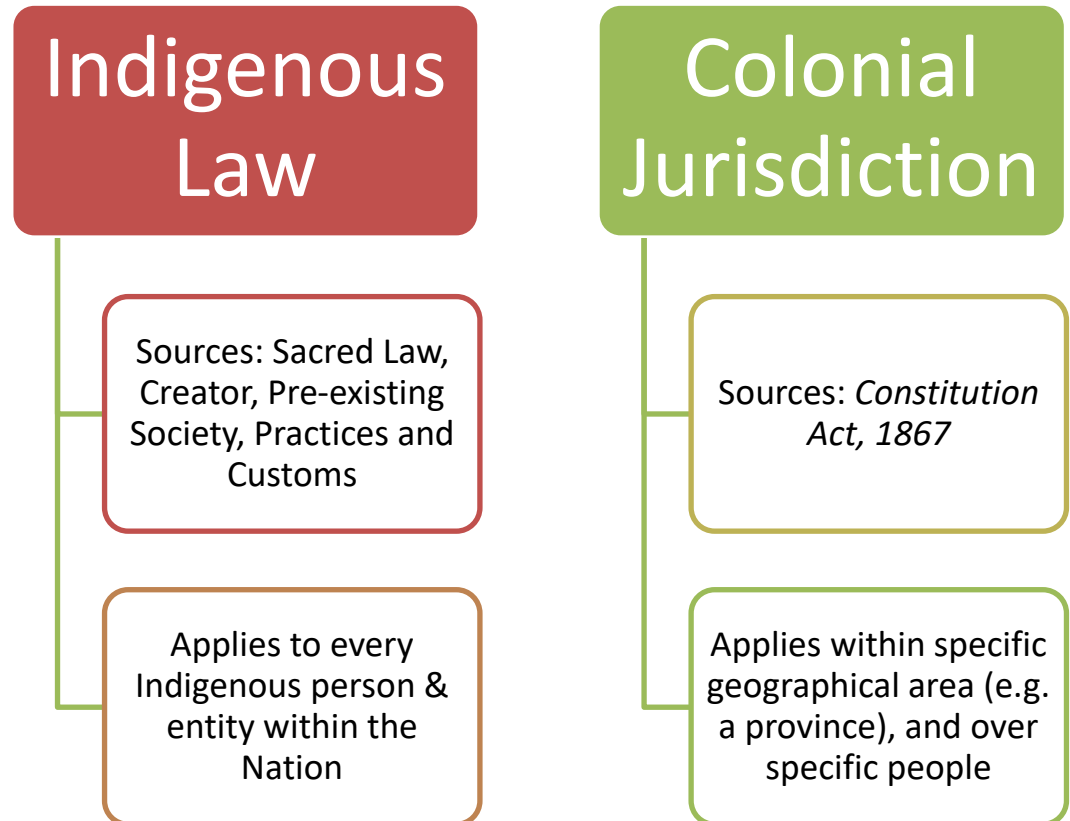 Indigenous
Law
Sources: Sacred Law,
Creator, Pre-existing
Society, Practices and
Customs
Applies to every
Indigenous person &
entity within the
Nation
Colonial
Jurisdiction
Sources: Constitution
Act, 1867
Applies within specific
geographical area (e.g.
a province), and over
specific people